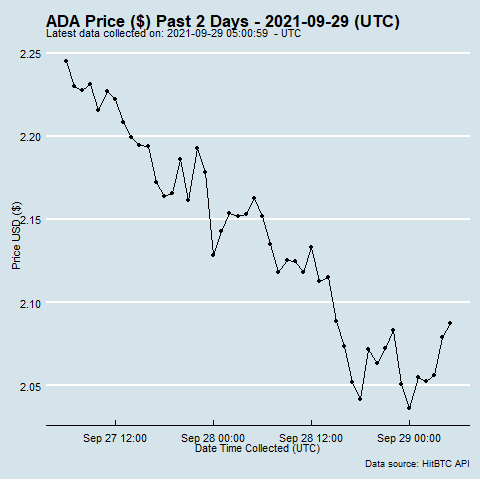 ADA Price ($) Past 2 Days - 2021-09-29 (UTC)
Latest data collected on: 2021-09-29 05:00:59 - UTC
2.25
2.20
2.15
2.10
2.05
Price USD ($)
Sep 27 12:00
Sep 28 00:00
Sep 28 12:00
Sep 29 00:00
Date Time Collected (UTC)
Data source: HitBTC API